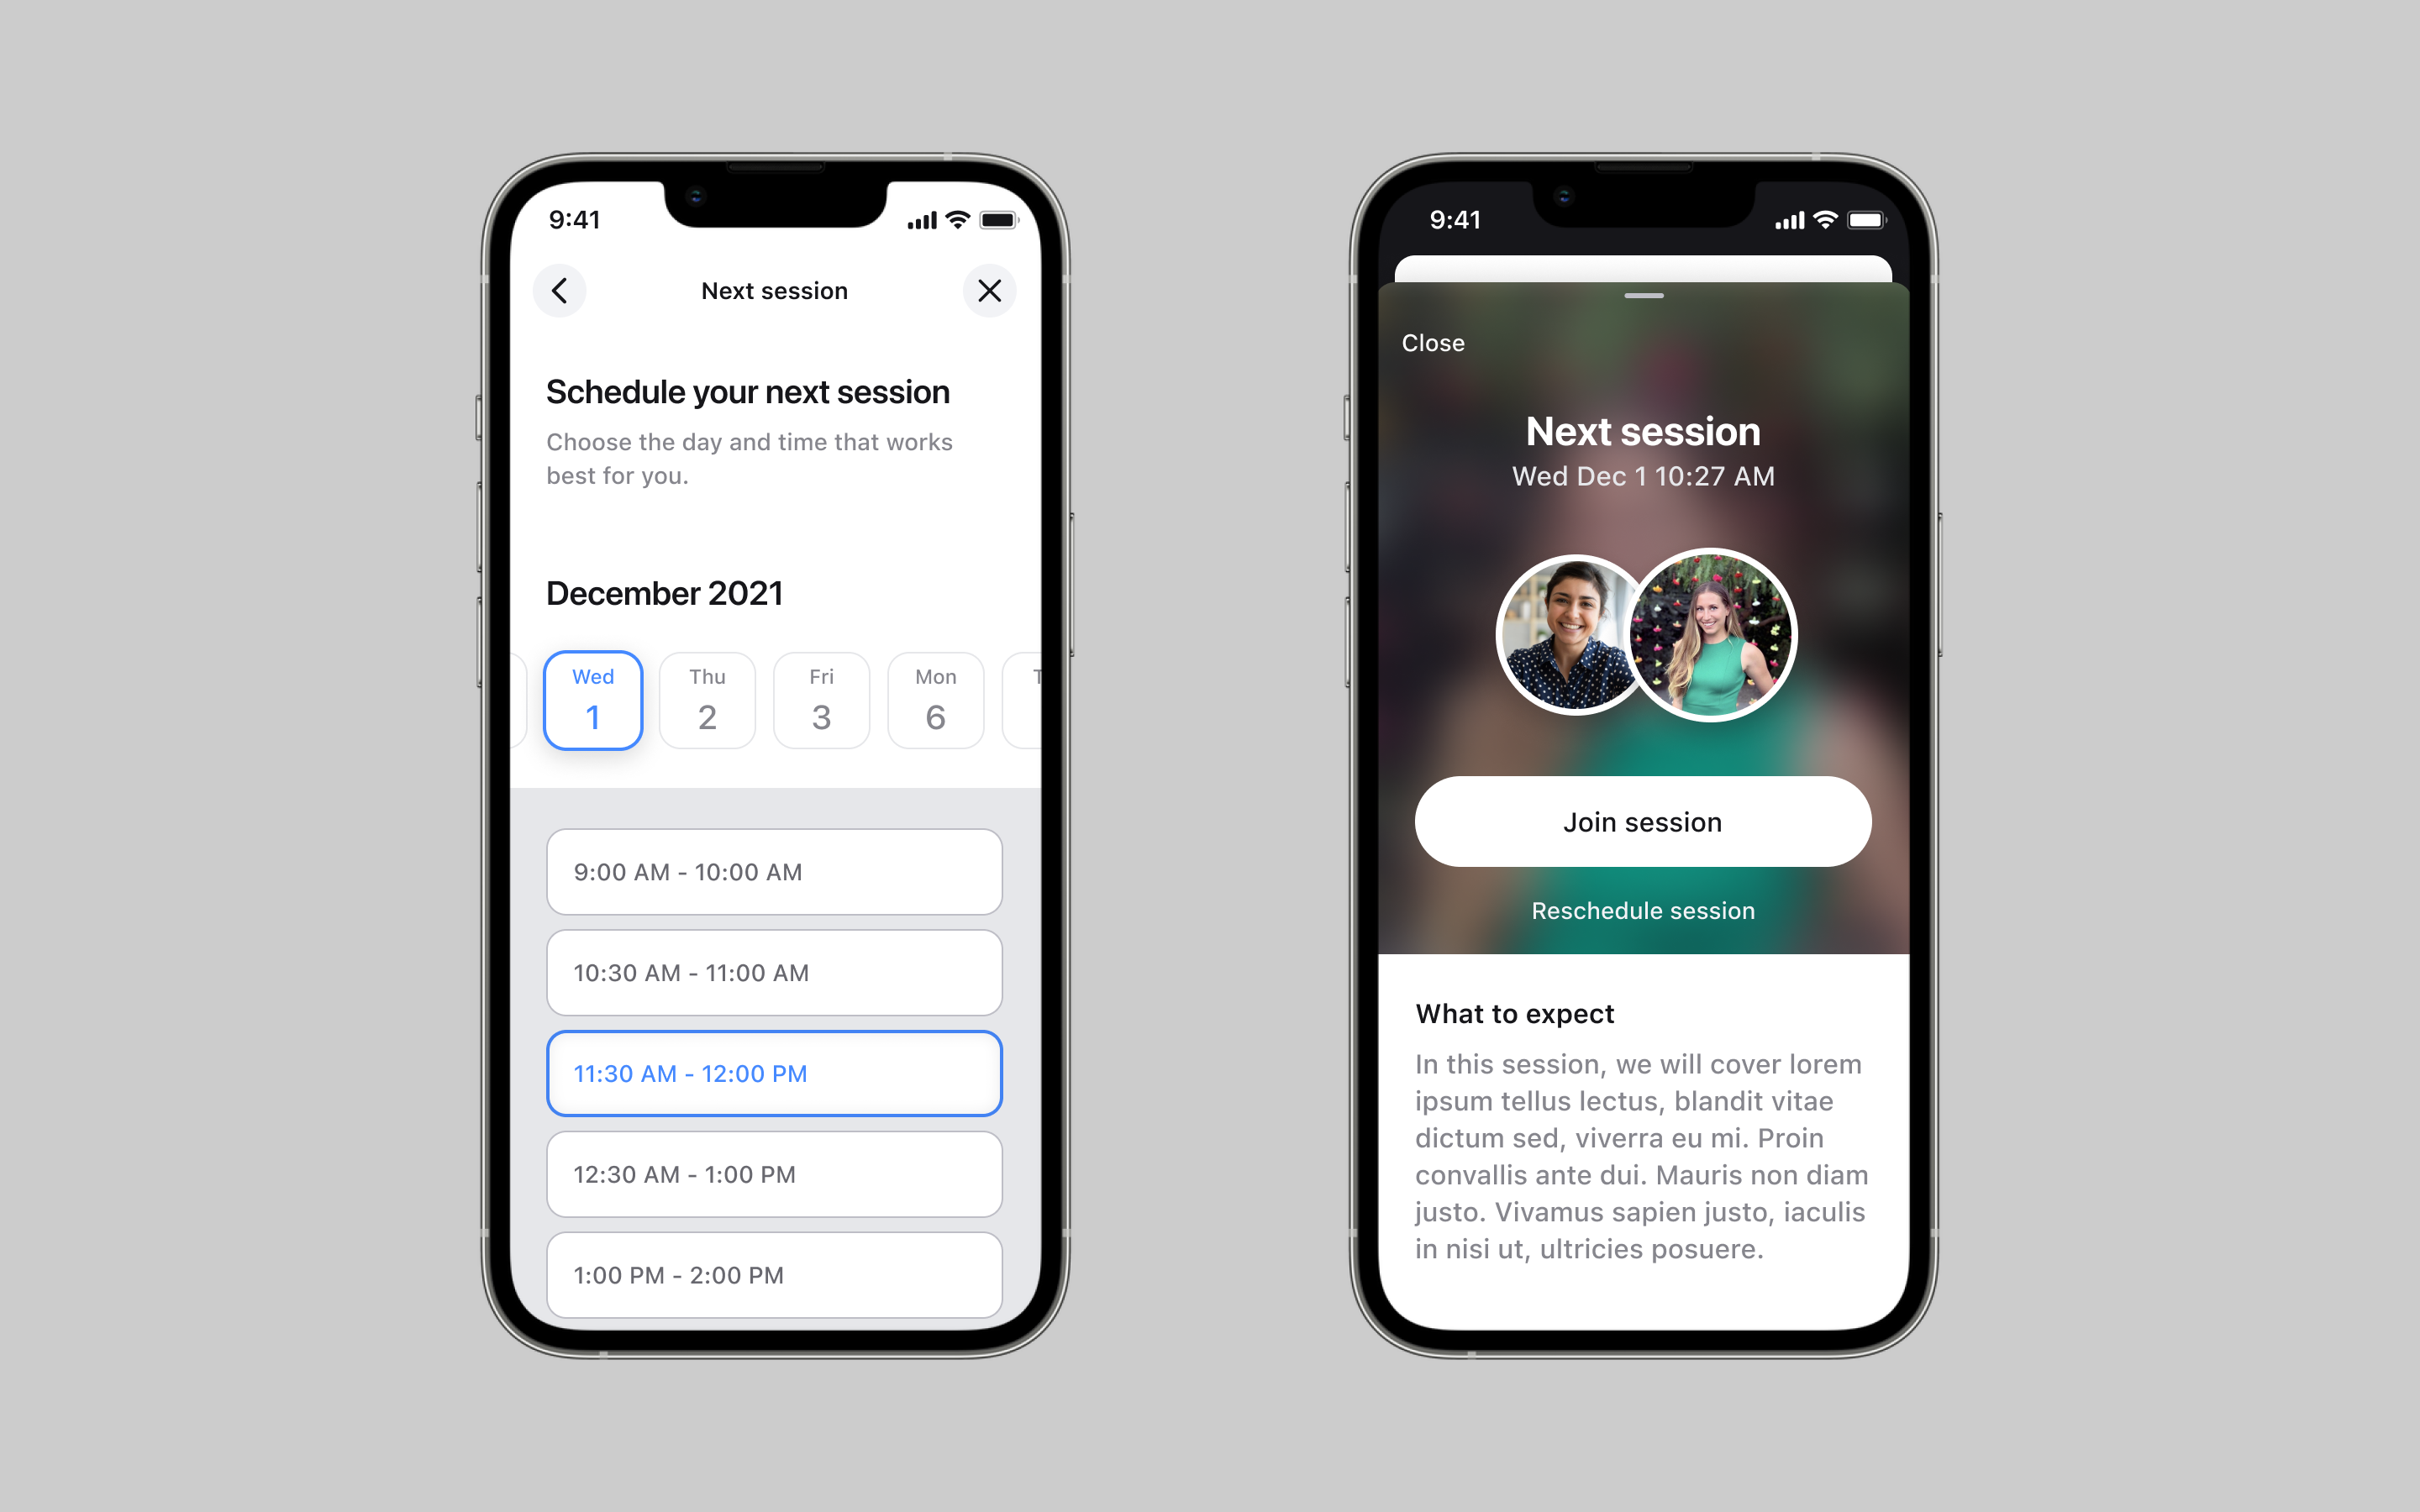 9:41
Next session
Schedule your next session
Choose the day and time that works
best for you.
December 2021
Wed
1
Thu
2
Fri
3
Mon
6
T
9:00 AM - 10:00 AM
10:30 AM - 11:00 AM
11:30 AM - 12:00 PM
12:30 AM - 1:00 PM
1:00 PM - 2:00 PM
9:41
Close
Next session
Wed Dec 1 10:27 AM
Join session
Reschedule session
What to expect
In this session, we will cover lorem
ipsum tellus lectus, blandit vitae
dictum sed, viverra eu mi. Proin
convallis ante dui. Mauris non diam
justo. Vivamus sapien justo, iaculis
in nisi ut, ultricies posuere.